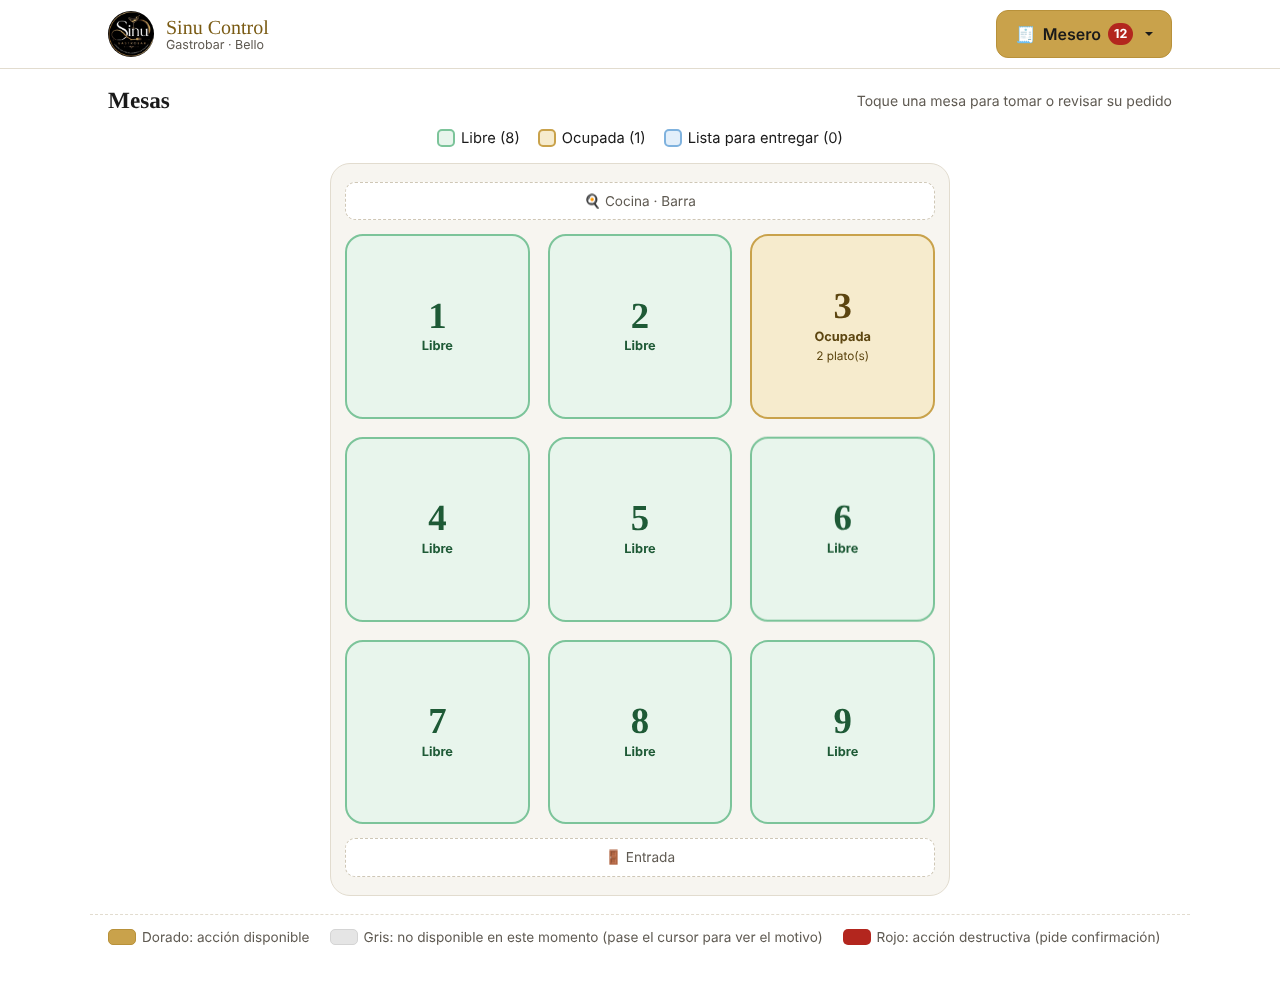 Sinu
Sinu Control
Gastrobar · Bello
Mesero 12
Mesas
Toque una mesa para tomar o revisar su pedido
Libre (8) Ocupada (1) Lista para entregar (0)
Cocina · Barra
1
Libre
2
Libre
3
Ocupada
2 plato(s)
4
Libre
5
Libre
6
Libre
7
Libre
8
Libre
9
Libre
Entrada
Dorado: acción disponible Gris: no disponible en este momento (pase el cursor para ver el motivo) Rojo: acción destructiva (pide confirmación)